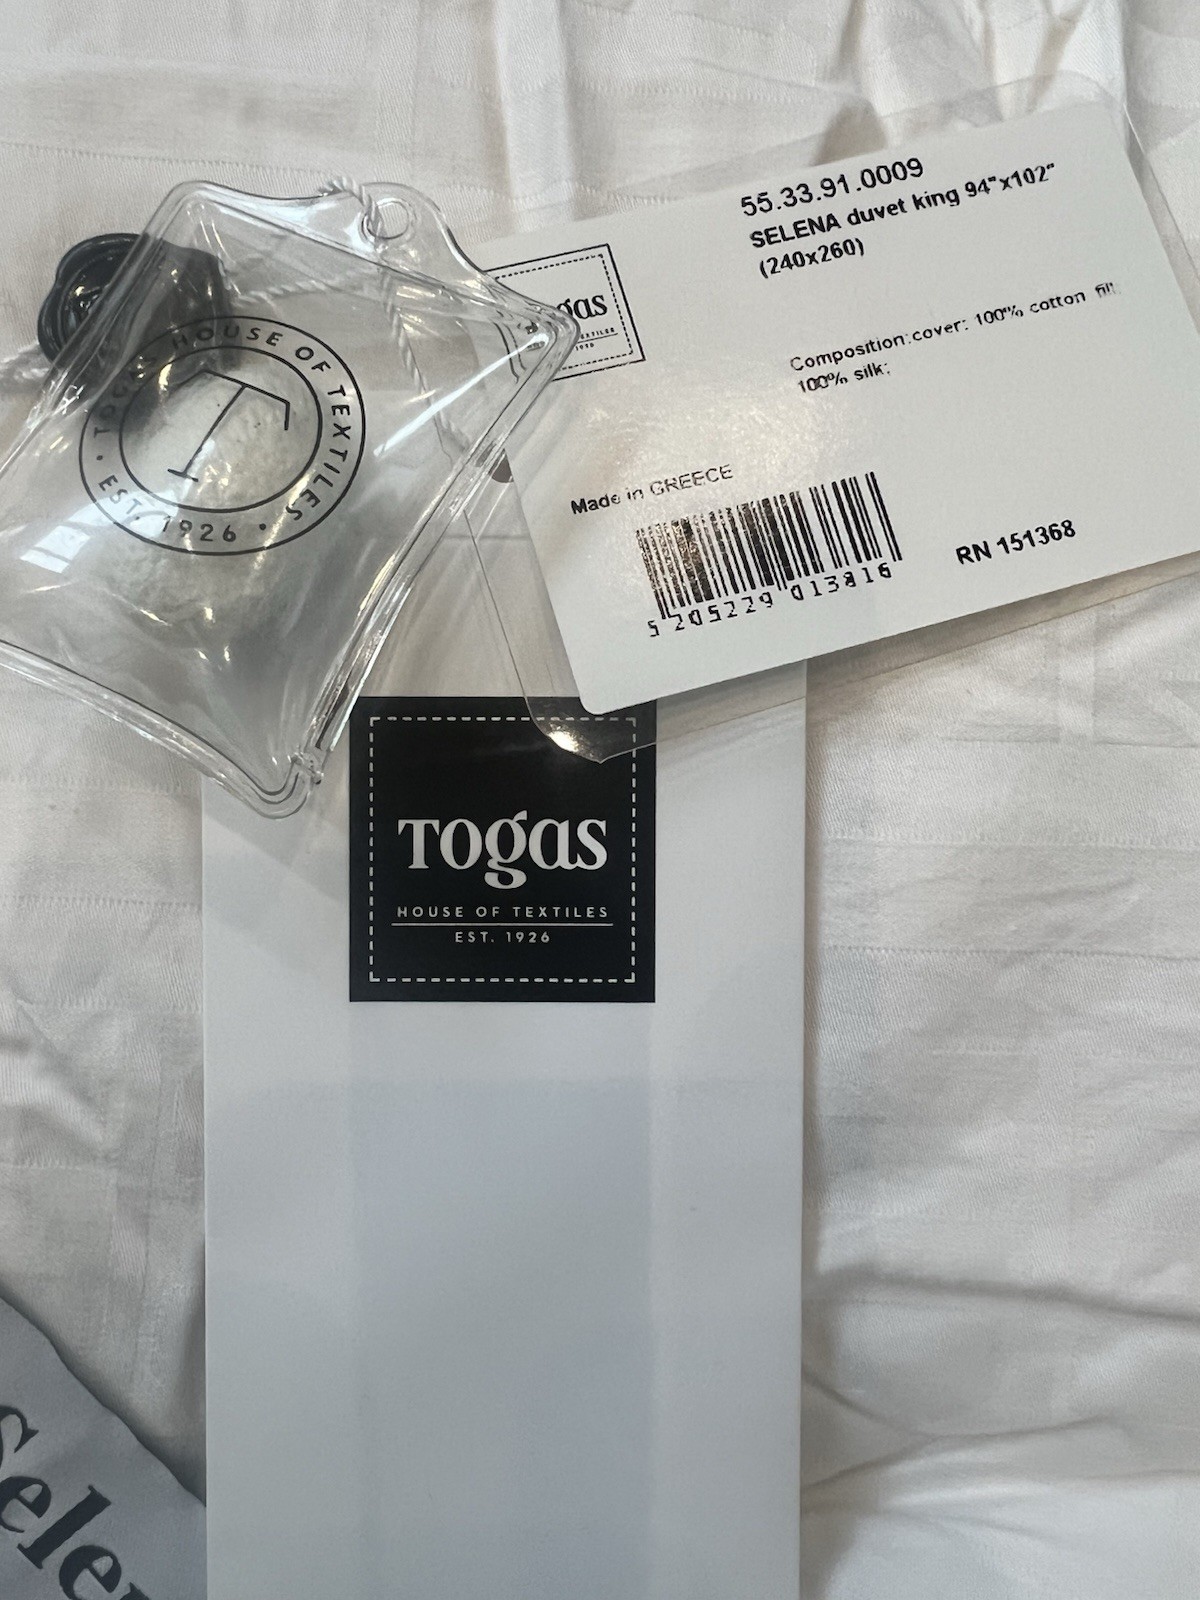 55.33.91.0009
SELENA duvet king 94"x102"
(240x260)
Composition:cover: 100% cotton fill:
100% silk;
Made in GREECE
5 205229 013816
RN 151368
HOUSE OF TEXTILES
T
EST. 1926
Togas
HOUSE OF TEXTILES
EST. 1926